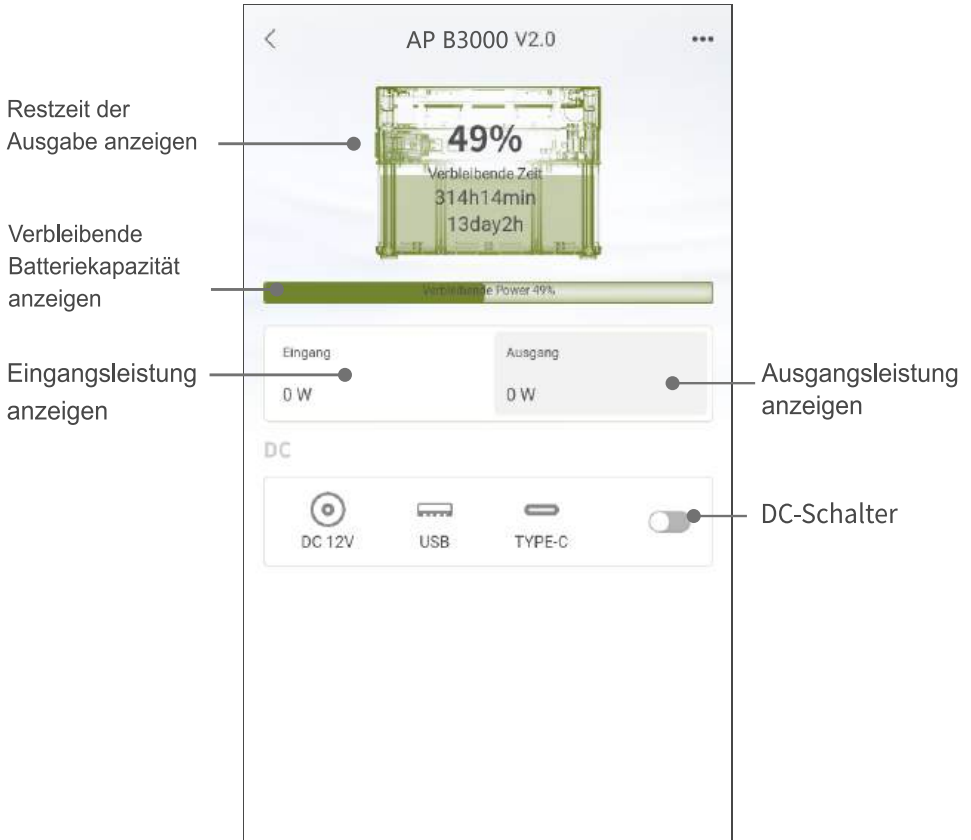 AP B3000 V2.0
Restzeit der
Ausgabe anzeigen
49%
Verbleibende Zeit
314h14min
13day2h
Verbleibende
Batteriekapazität
anzeigen
Verbleibende Power 49%
Eingangsleistung
anzeigen
Eingang
0 W
Ausgang
0 W
Ausgangsleistung
anzeigen
DC
DC 12V
USB
TYPE-C
DC-Schalter